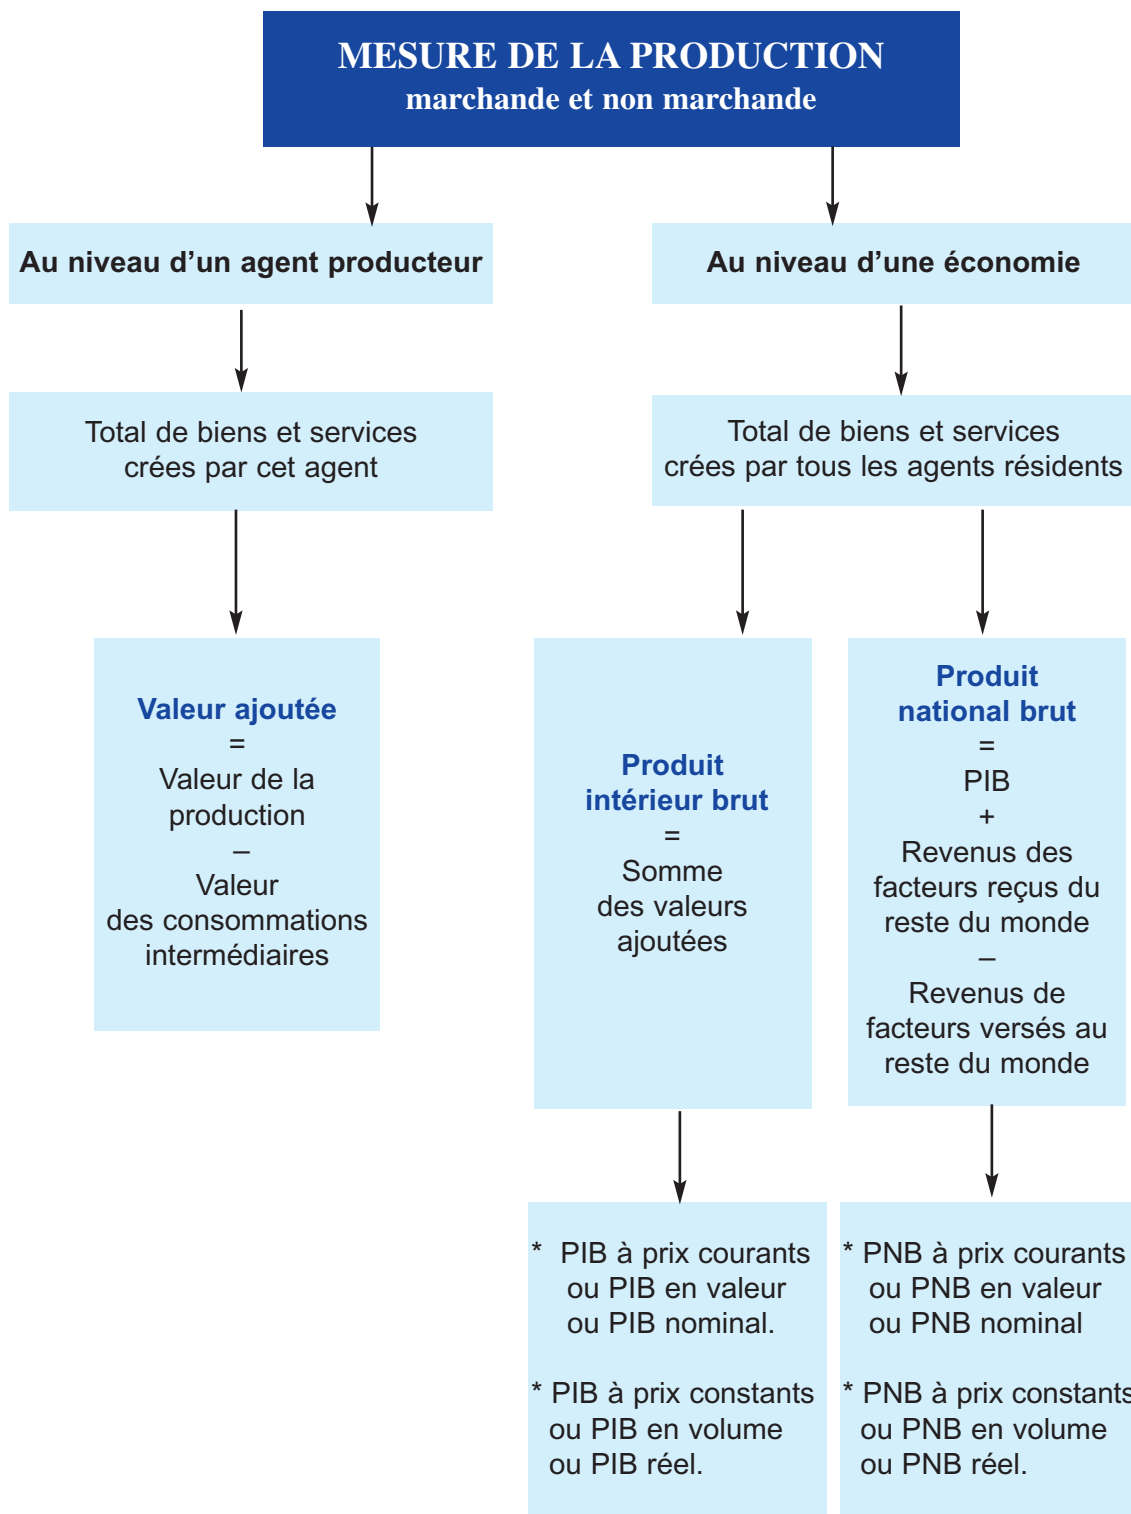 MESURE DE LA PRODUCTION
marchande et non marchande
Au niveau d’un agent producteur
Au niveau d’une économie
Total de biens et services
crées par cet agent
Total de biens et services
crées par tous les agents résidents
Valeur ajoutée
=
Valeur de la
production
–
Valeur
des consommations
intermédiaires
Produit
intérieur brut
=
Somme
des valeurs
ajoutées
Produit
national brut
=
PIB
+
Revenus des
facteurs reçus du
reste du monde
–
Revenus de
facteurs versés au
reste du monde
* PIB à prix courants
ou PIB en valeur
ou PIB nominal.
* PIB à prix constants
ou PIB en volume
ou PIB réel.
* PNB à prix courants
ou PNB en valeur
ou PNB nominal
* PNB à prix constants
ou PNB en volume
ou PNB réel.